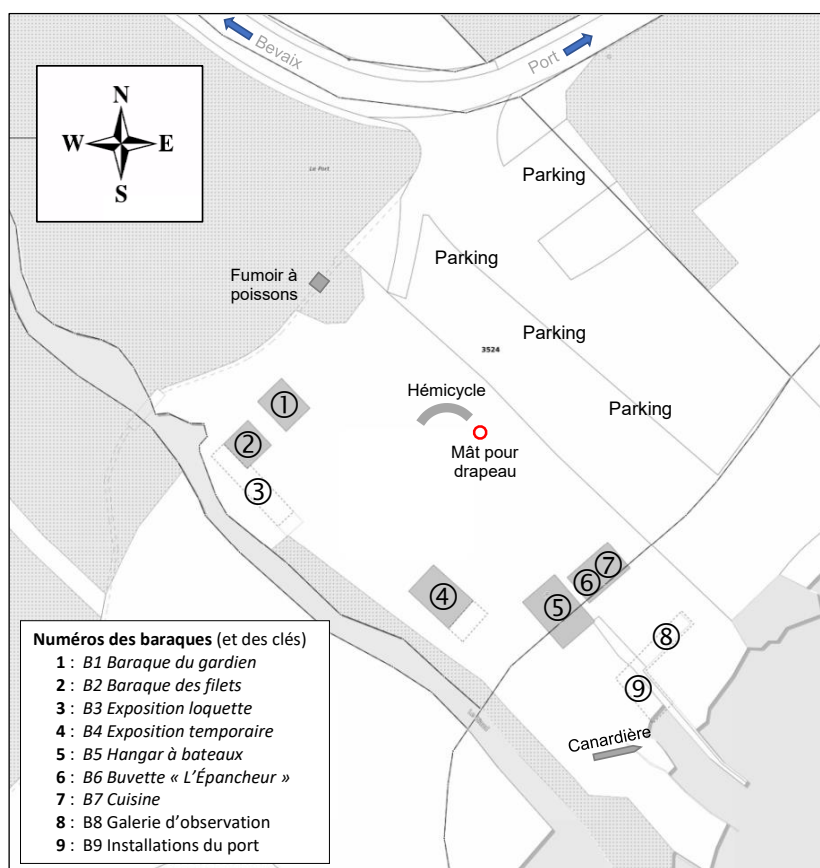 Bevaix
Port
N
W E
S
Le Port
Parking
Parking
Fumoir à
poissons
Parking
3524
Hémicycle
Parking
Mât pour
drapeau
1
2
3
4
5
6
7
8
9
Canardière
Numéros des baraques (et des clés)
1 : B1 Baraque du gardien
2 : B2 Baraque des filets
3 : B3 Exposition loquette
4 : B4 Exposition temporaire
5 : B5 Hangar à bateaux
6 : B6 Buvette « L'Épancheur »
7 : B7 Cuisine
8 : B8 Galerie d'observation
9 : B9 Installations du port